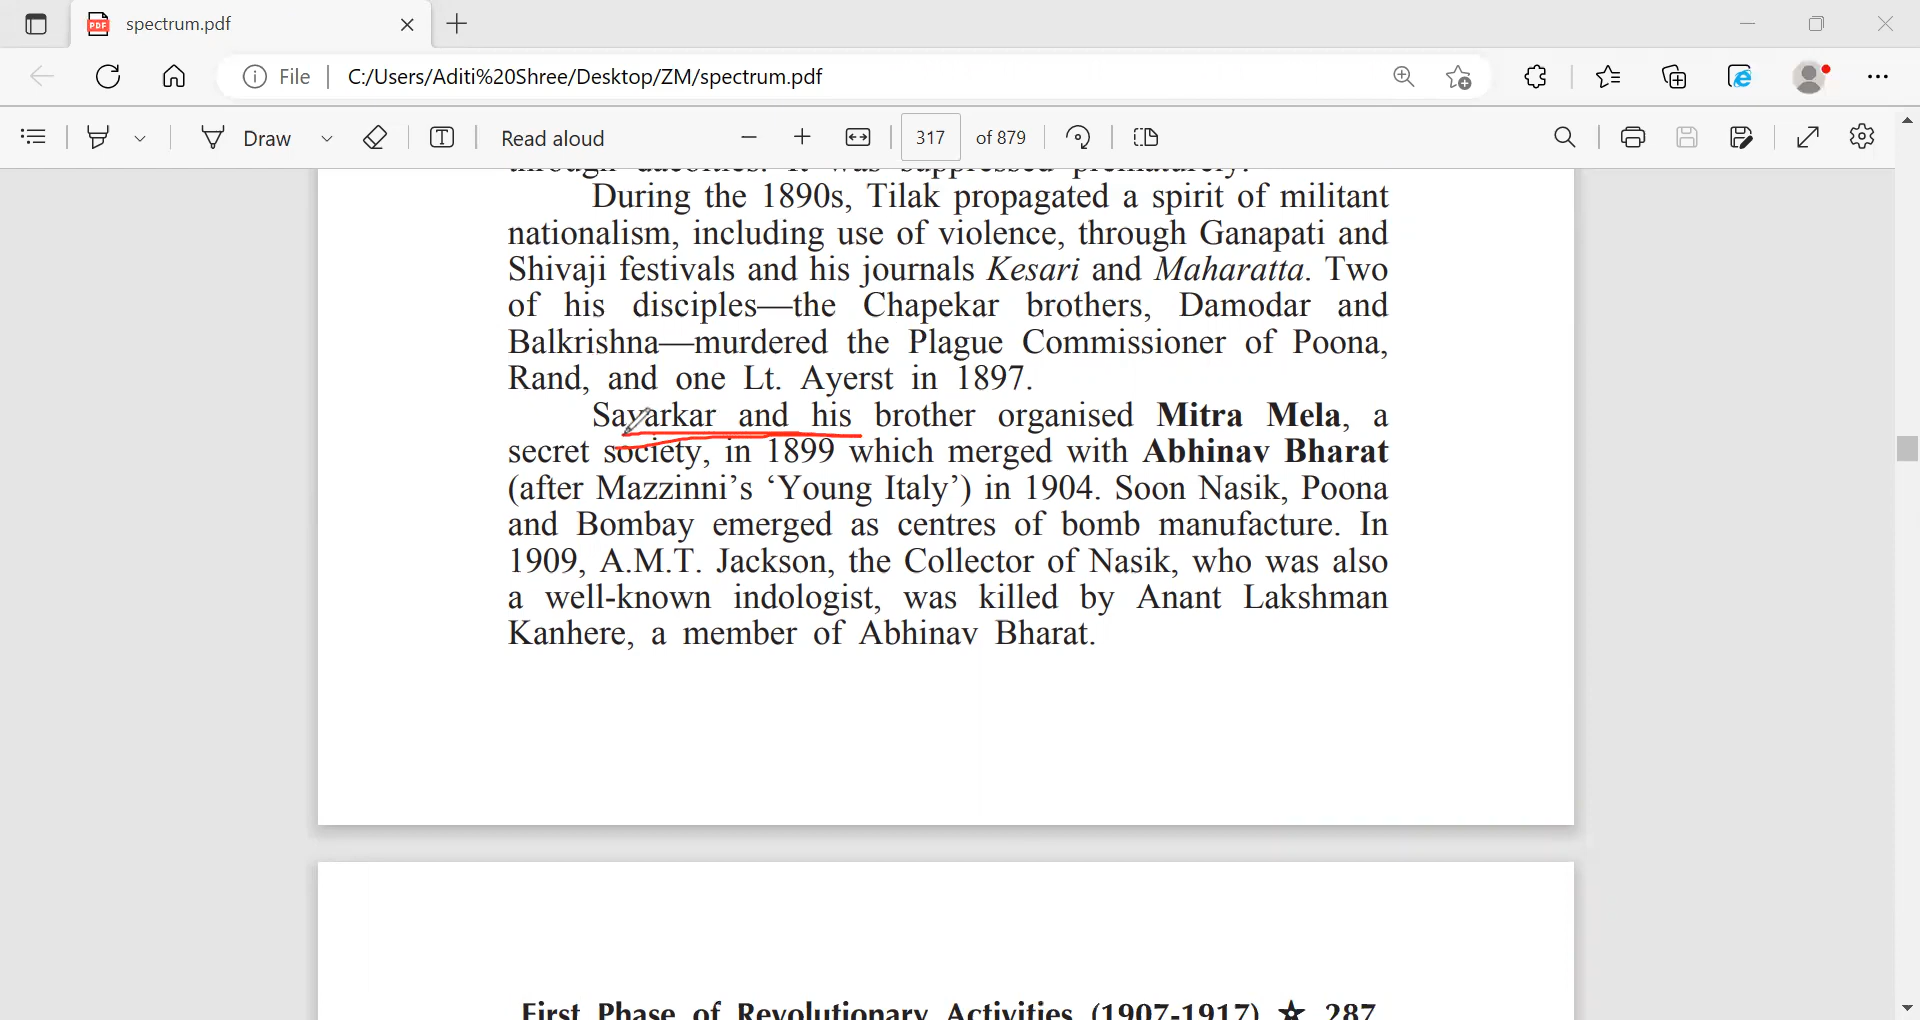 spectrum.pdf
File C:/Users/Aditi%20Shree/Desktop/ZM/spectrum.pdf
Draw Read aloud 317 of 879
through dacoities. It was suppressed prematurely.
During the 1890s, Tilak propagated a spirit of militant
nationalism, including use of violence, through Ganapati and
Shivaji festivals and his journals Kesari and Maharatta. Two
of his disciples—the Chapekar brothers, Damodar and
Balkrishna—murdered the Plague Commissioner of Poona,
Rand, and one Lt. Ayerst in 1897.
Savarkar and his brother organised Mitra Mela, a
secret society, in 1899 which merged with Abhinav Bharat
(after Mazzinni’s ‘Young Italy’) in 1904. Soon Nasik, Poona
and Bombay emerged as centres of bomb manufacture. In
1909, A.M.T. Jackson, the Collector of Nasik, who was also
a well-known indologist, was killed by Anant Lakshman
Kanhere, a member of Abhinav Bharat.
First Phase of Revolutionary Activities (1907-1917) ☆ 287